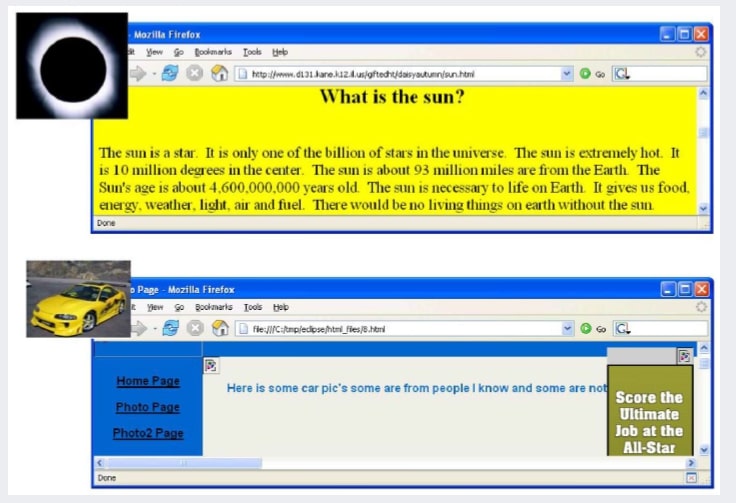 - Mozilla Firefox
View Go Bookmarks Tools Help
http://www.d131.kane.k12.il.us/giftedht/daisyautumn/sun.html
Go
G
What is the sun?
The sun is a star. It is only one of the billion of stars in the universe. The sun is extremely hot. It
is 10 million degrees in the center. The sun is about 93 million miles are from the Earth. The
Sun's age is about 4,600,000,000 years old. The sun is necessary to life on Earth. It gives us food,
energy, weather, light, air and fuel. There would be no living things on earth without the sun.
Done
o Page - Mozilla Firefox
View Go Bookmarks Tools Help
file:///C:/tmp/eclipse/html_files/8.html
Go
G
Home Page
Photo Page
Photo2 Page
Here is some car pic's some are from people I know and some are not
Score the
Ultimate
Job at the
All-Star
Done